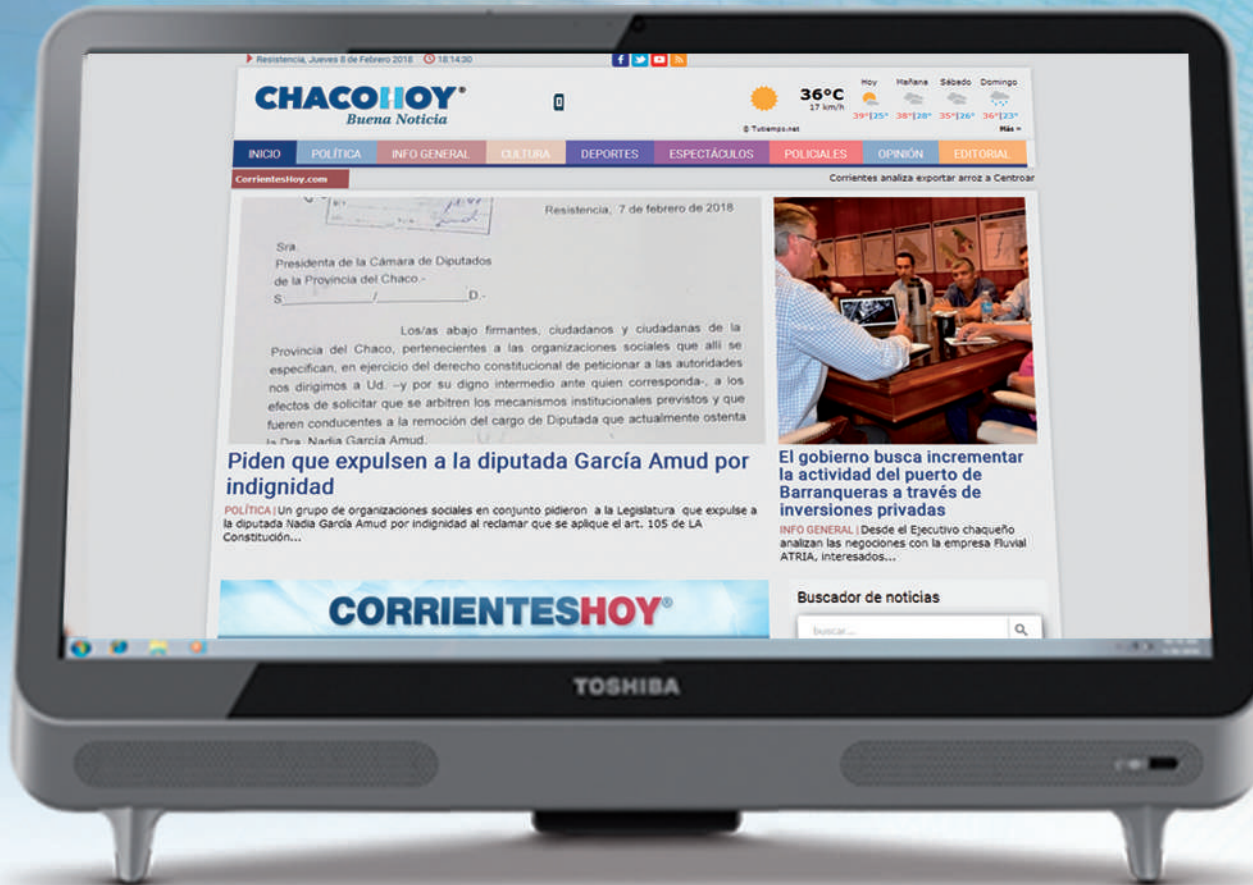 Resistencia, Jueves 8 de Febrero 2018 18:14:30
CHACOHOY®
Buena Noticia
36°C
17 km/h
Hoy Mañana Sábado Domingo
39°|25° 38°|28° 35°|26° 36°|23°
© Tutiempo.net Más »
INICIO POLÍTICA INFO GENERAL CULTURA DEPORTES ESPECTÁCULOS POLICIALES OPINIÓN EDITORIAL
CorrientesHoy.com Corrientes analiza exportar arroz a Centroar
Resistencia, 7 de febrero de 2018
Sra.
Presidenta de la Cámara de Diputados
de la Provincia del Chaco.-
S__________/__________D.-
Los/as abajo firmantes, ciudadanos y ciudadanas de la
Provincia del Chaco, pertenecientes a las organizaciones sociales que allí se
especifican, en ejercicio del derecho constitucional de peticionar a las autoridades
nos dirigimos a Ud. –y por su digno intermedio ante quien corresponda-, a los
efectos de solicitar que se arbitren los mecanismos institucionales previstos y que
fueren conducentes a la remoción del cargo de Diputada que actualmente ostenta
la Dra. Nadia García Amud.
Piden que expulsen a la diputada García Amud por
indignidad
POLÍTICA | Un grupo de organizaciones sociales en conjunto pidieron a la Legislatura que expulse a
la diputada Nadia García Amud por indignidad al reclamar que se aplique el art. 105 de LA
Constitución...
El gobierno busca incrementar
la actividad del puerto de
Barranqueras a través de
inversiones privadas
INFO GENERAL | Desde el Ejecutivo chaqueño
analizan las negociones con la empresa Fluvial
ATRIA, interesados...
CORRIENTESHOY®
Buscador de noticias
buscar...
TOSHIBA